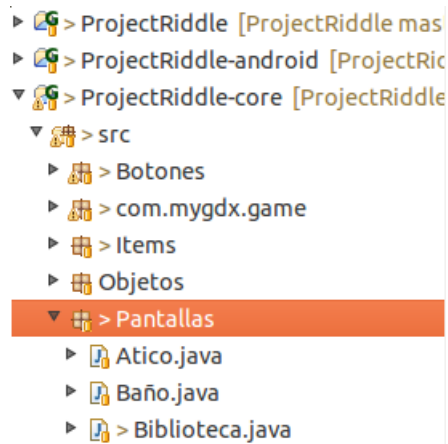 > ProjectRiddle [ProjectRiddle mas
> ProjectRiddle-android [ProjectRid
> ProjectRiddle-core [ProjectRiddle
> src
> Botones
> com.mygdx.game
> Items
Objetos
> Pantallas
Atico.java
Baño.java
> Biblioteca.java